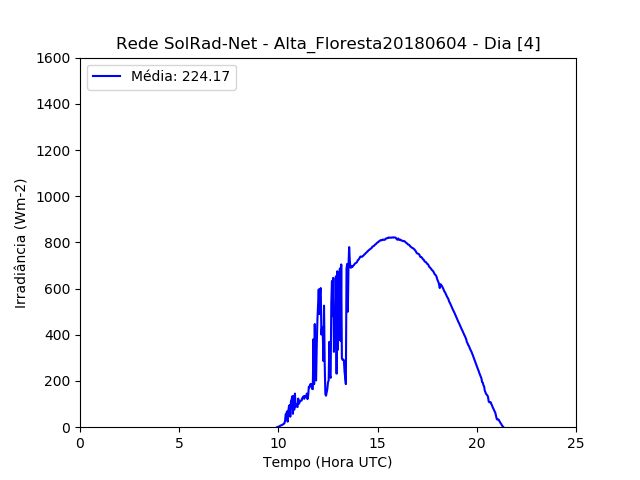 Rede SolRad-Net - Alta_Floresta20180604 - Dia [4]
Média: 224.17
1600
1400
1200
1000
800
600
400
200
0
Irradiância (Wm-2)
0 5 10 15 20 25
Tempo (Hora UTC)